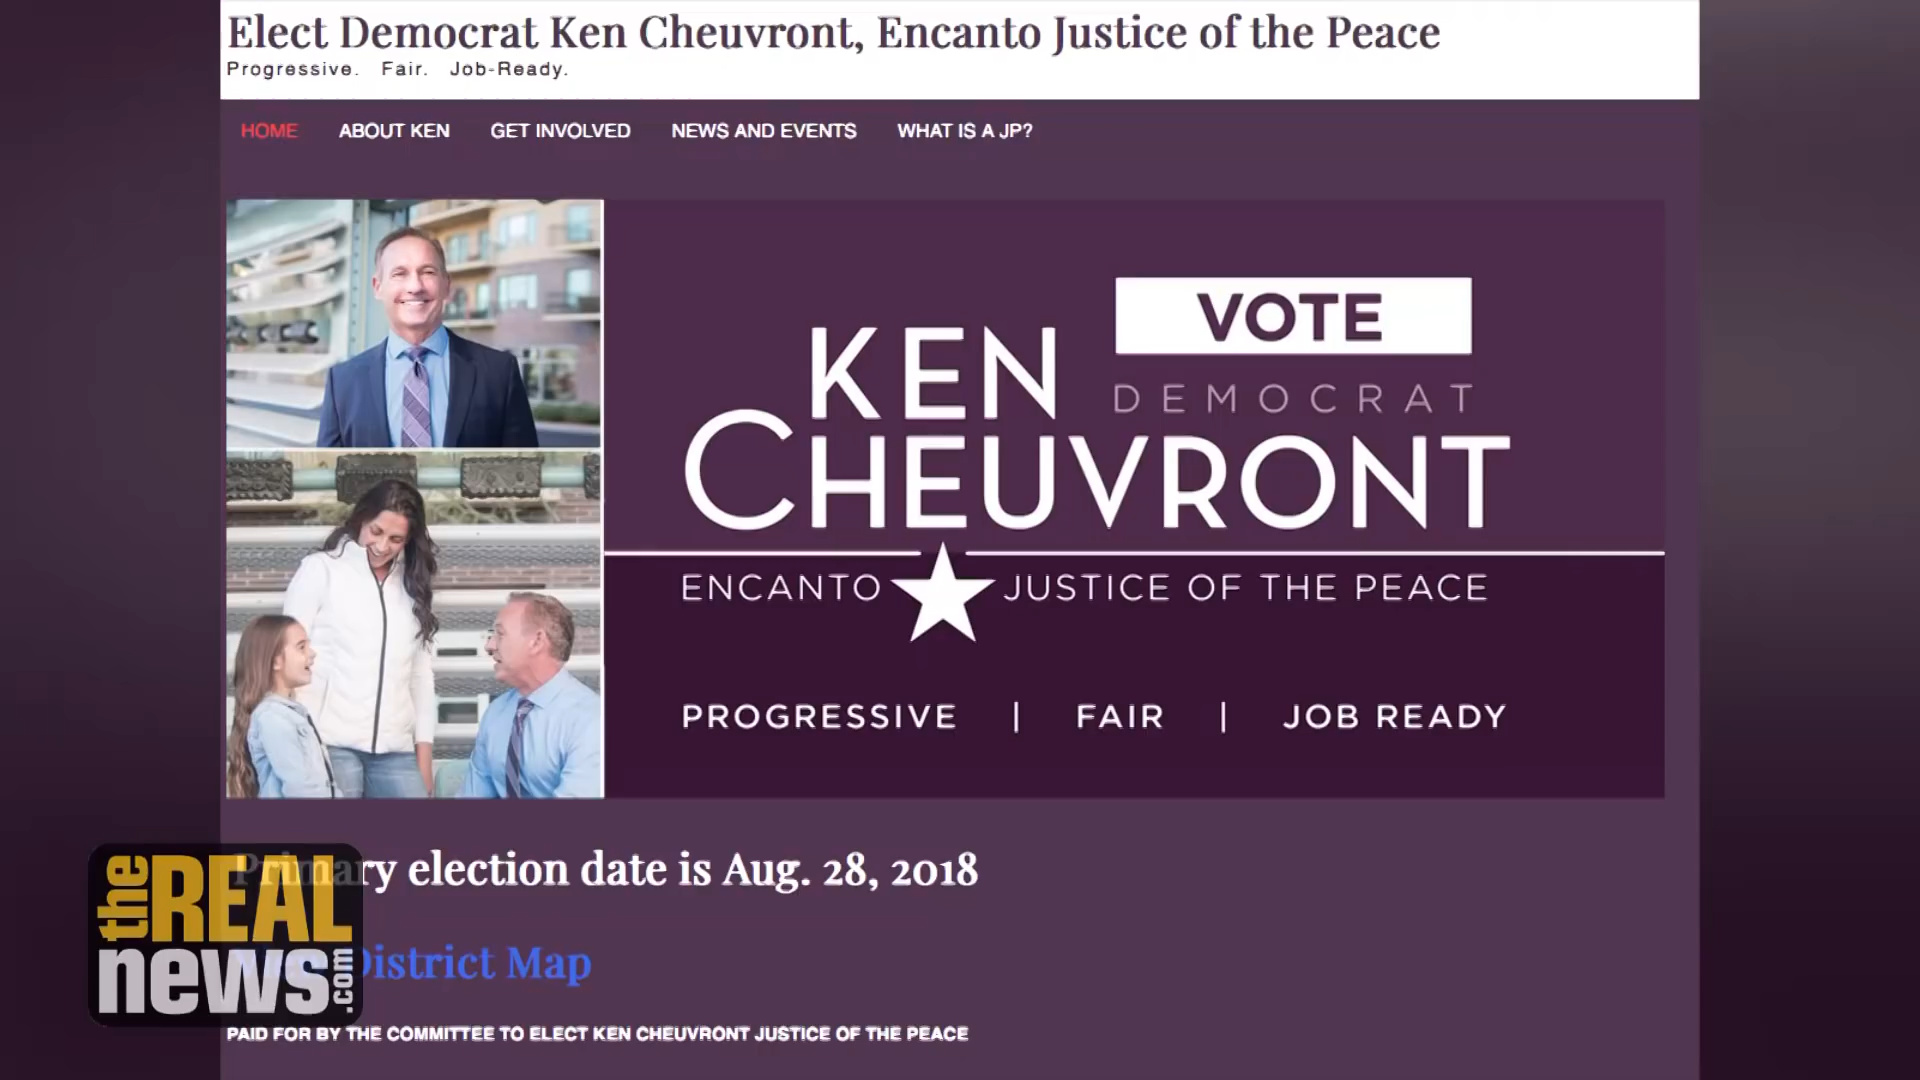 Elect Democrat Ken Cheuvront, Encanto Justice of the Peace
Progressive. Fair. Job-Ready.
HOME ABOUT KEN GET INVOLVED NEWS AND EVENTS WHAT IS A JP?
VOTE
KEN DEMOCRAT
CHEUVRONT
ENCANTO JUSTICE OF THE PEACE
PROGRESSIVE | FAIR | JOB READY
Primary election date is Aug. 28, 2018
District Map
the REAL
news.com
PAID FOR BY THE COMMITTEE TO ELECT KEN CHEUVRONT JUSTICE OF THE PEACE